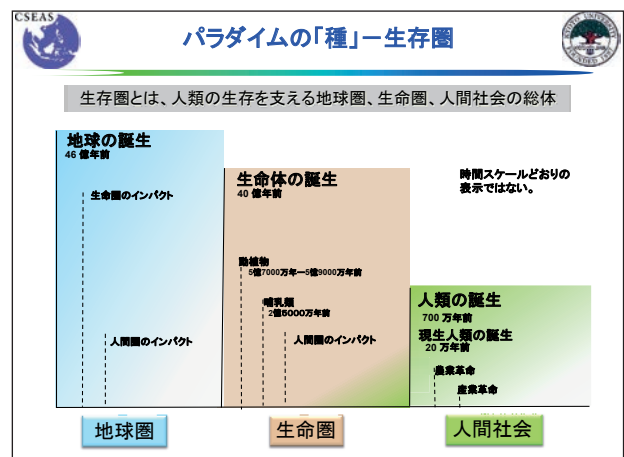 CSEAS
パラダイムの「種」－生存圏
KYOTO UNIVERSITY
FOUNDED 1897
生存圏とは、人類の生存を支える地球圏、生命圏、人間社会の総体
地球の誕生
46 億年前
生命圏のインパクト
人間圏のインパクト
生命体の誕生
40 億年前
動植物
5億7000万年ー5億9000万年前
哺乳類
2億5000万年前
人間圏のインパクト
時間スケールどおりの
表示ではない。
人類の誕生
700 万年前
現生人類の誕生
20 万年前
農業革命
産業革命
地球圏
生命圏
人間社会